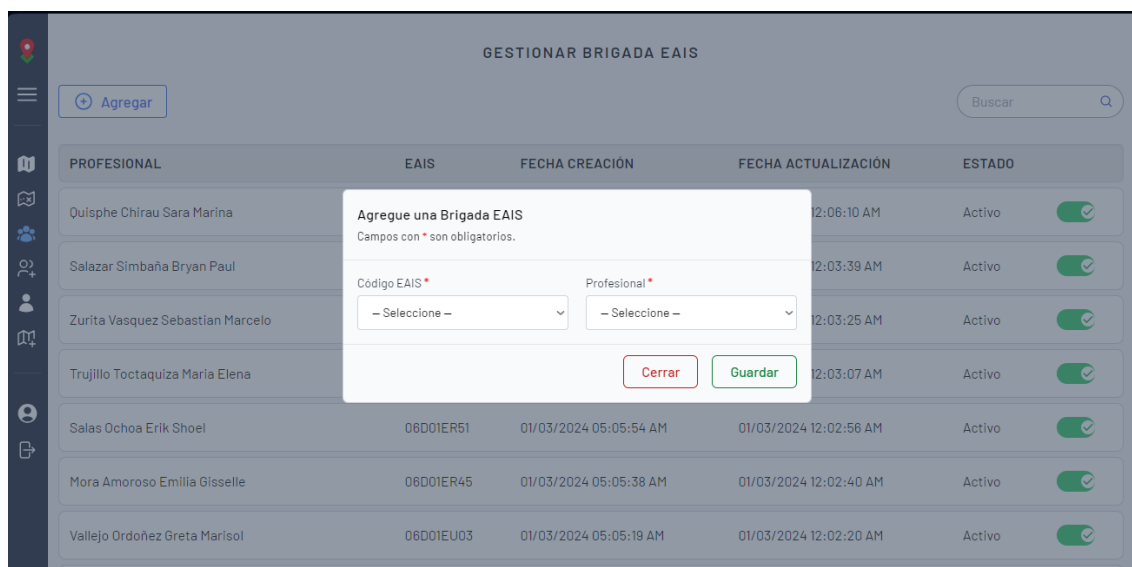 GESTIONAR BRIGADA EAIS
Agregar
Buscar
PROFESIONAL EAIS FECHA CREACIÓN FECHA ACTUALIZACIÓN ESTADO
Quisphe Chirau Sara Marina 12:06:10 AM Activo
Salazar Simbaña Bryan Paul 12:03:39 AM Activo
Zurita Vasquez Sebastian Marcelo 12:03:25 AM Activo
Trujillo Toctaquiza Maria Elena 12:03:07 AM Activo
Agregue una Brigada EAIS
Campos con * son obligatorios.
Código EAIS * Profesional *
— Seleccione — — Seleccione —
Cerrar Guardar
Salas Ochoa Erik Shoel 06D01ER51 01/03/2024 05:05:54 AM 01/03/2024 12:02:56 AM Activo
Mora Amoroso Emilia Gisselle 06D01ER45 01/03/2024 05:05:38 AM 01/03/2024 12:02:40 AM Activo
Vallejo Ordoñez Greta Marisol 06D01EU03 01/03/2024 05:05:19 AM 01/03/2024 12:02:20 AM Activo